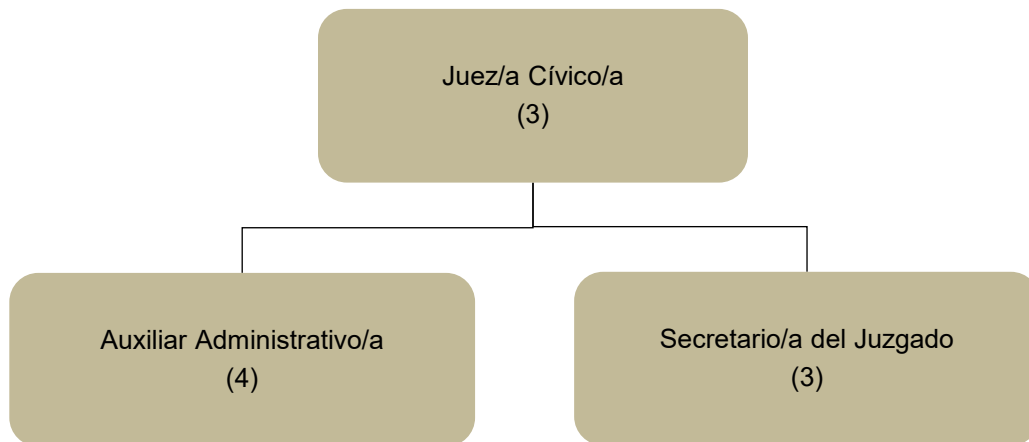 Juez/a Cívico/a
(3)
Auxiliar Administrativo/a
(4)
Secretario/a del Juzgado
(3)